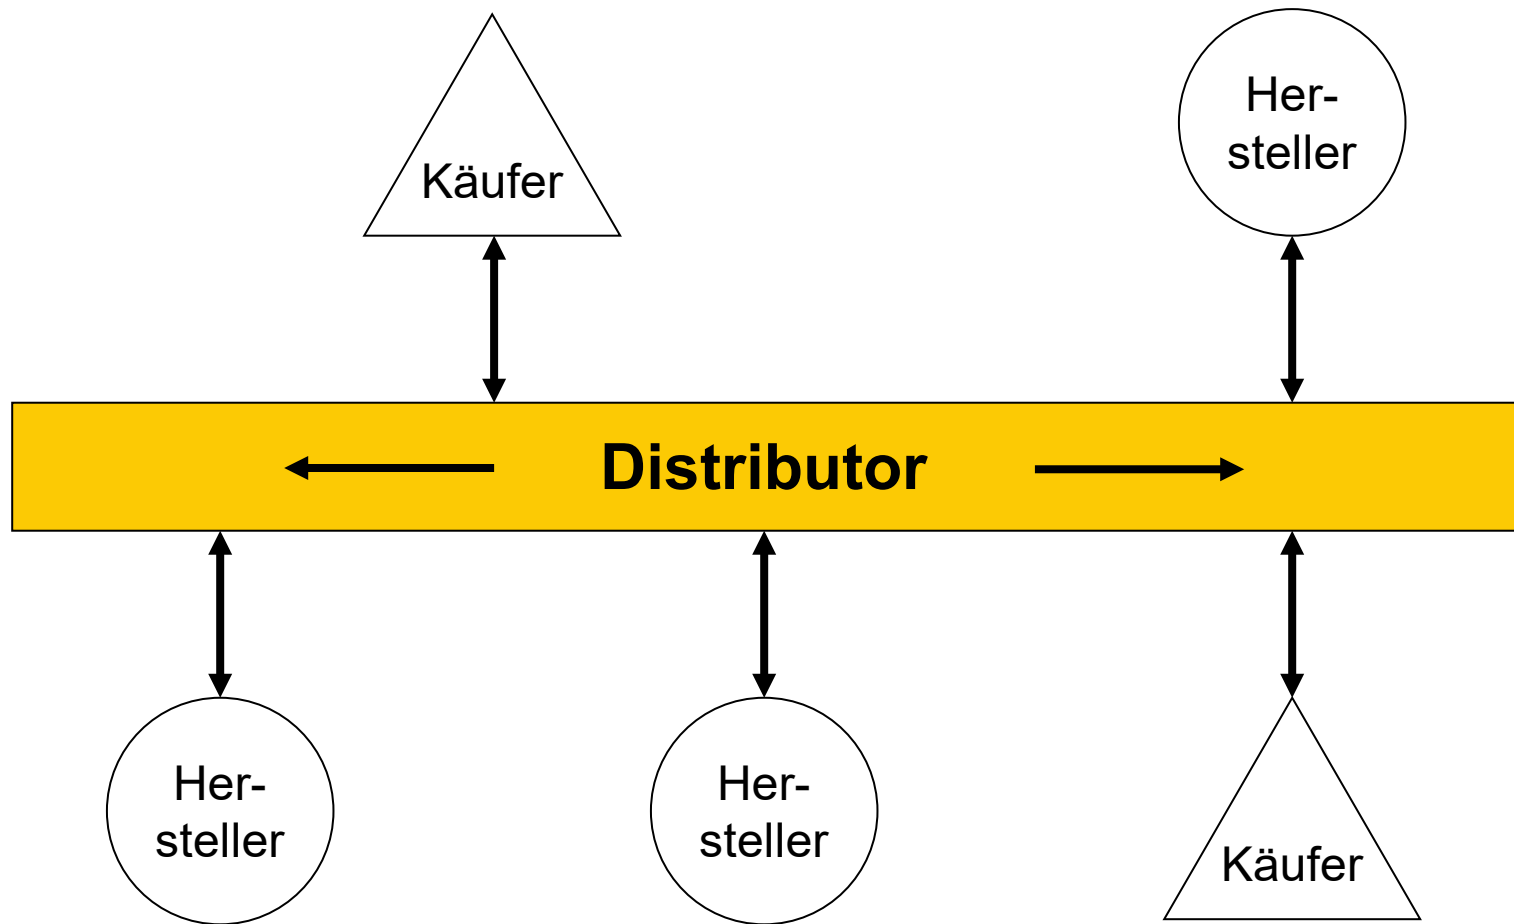 Käufer
Her-
steller
Distributor
Her-
steller
Her-
steller
Käufer